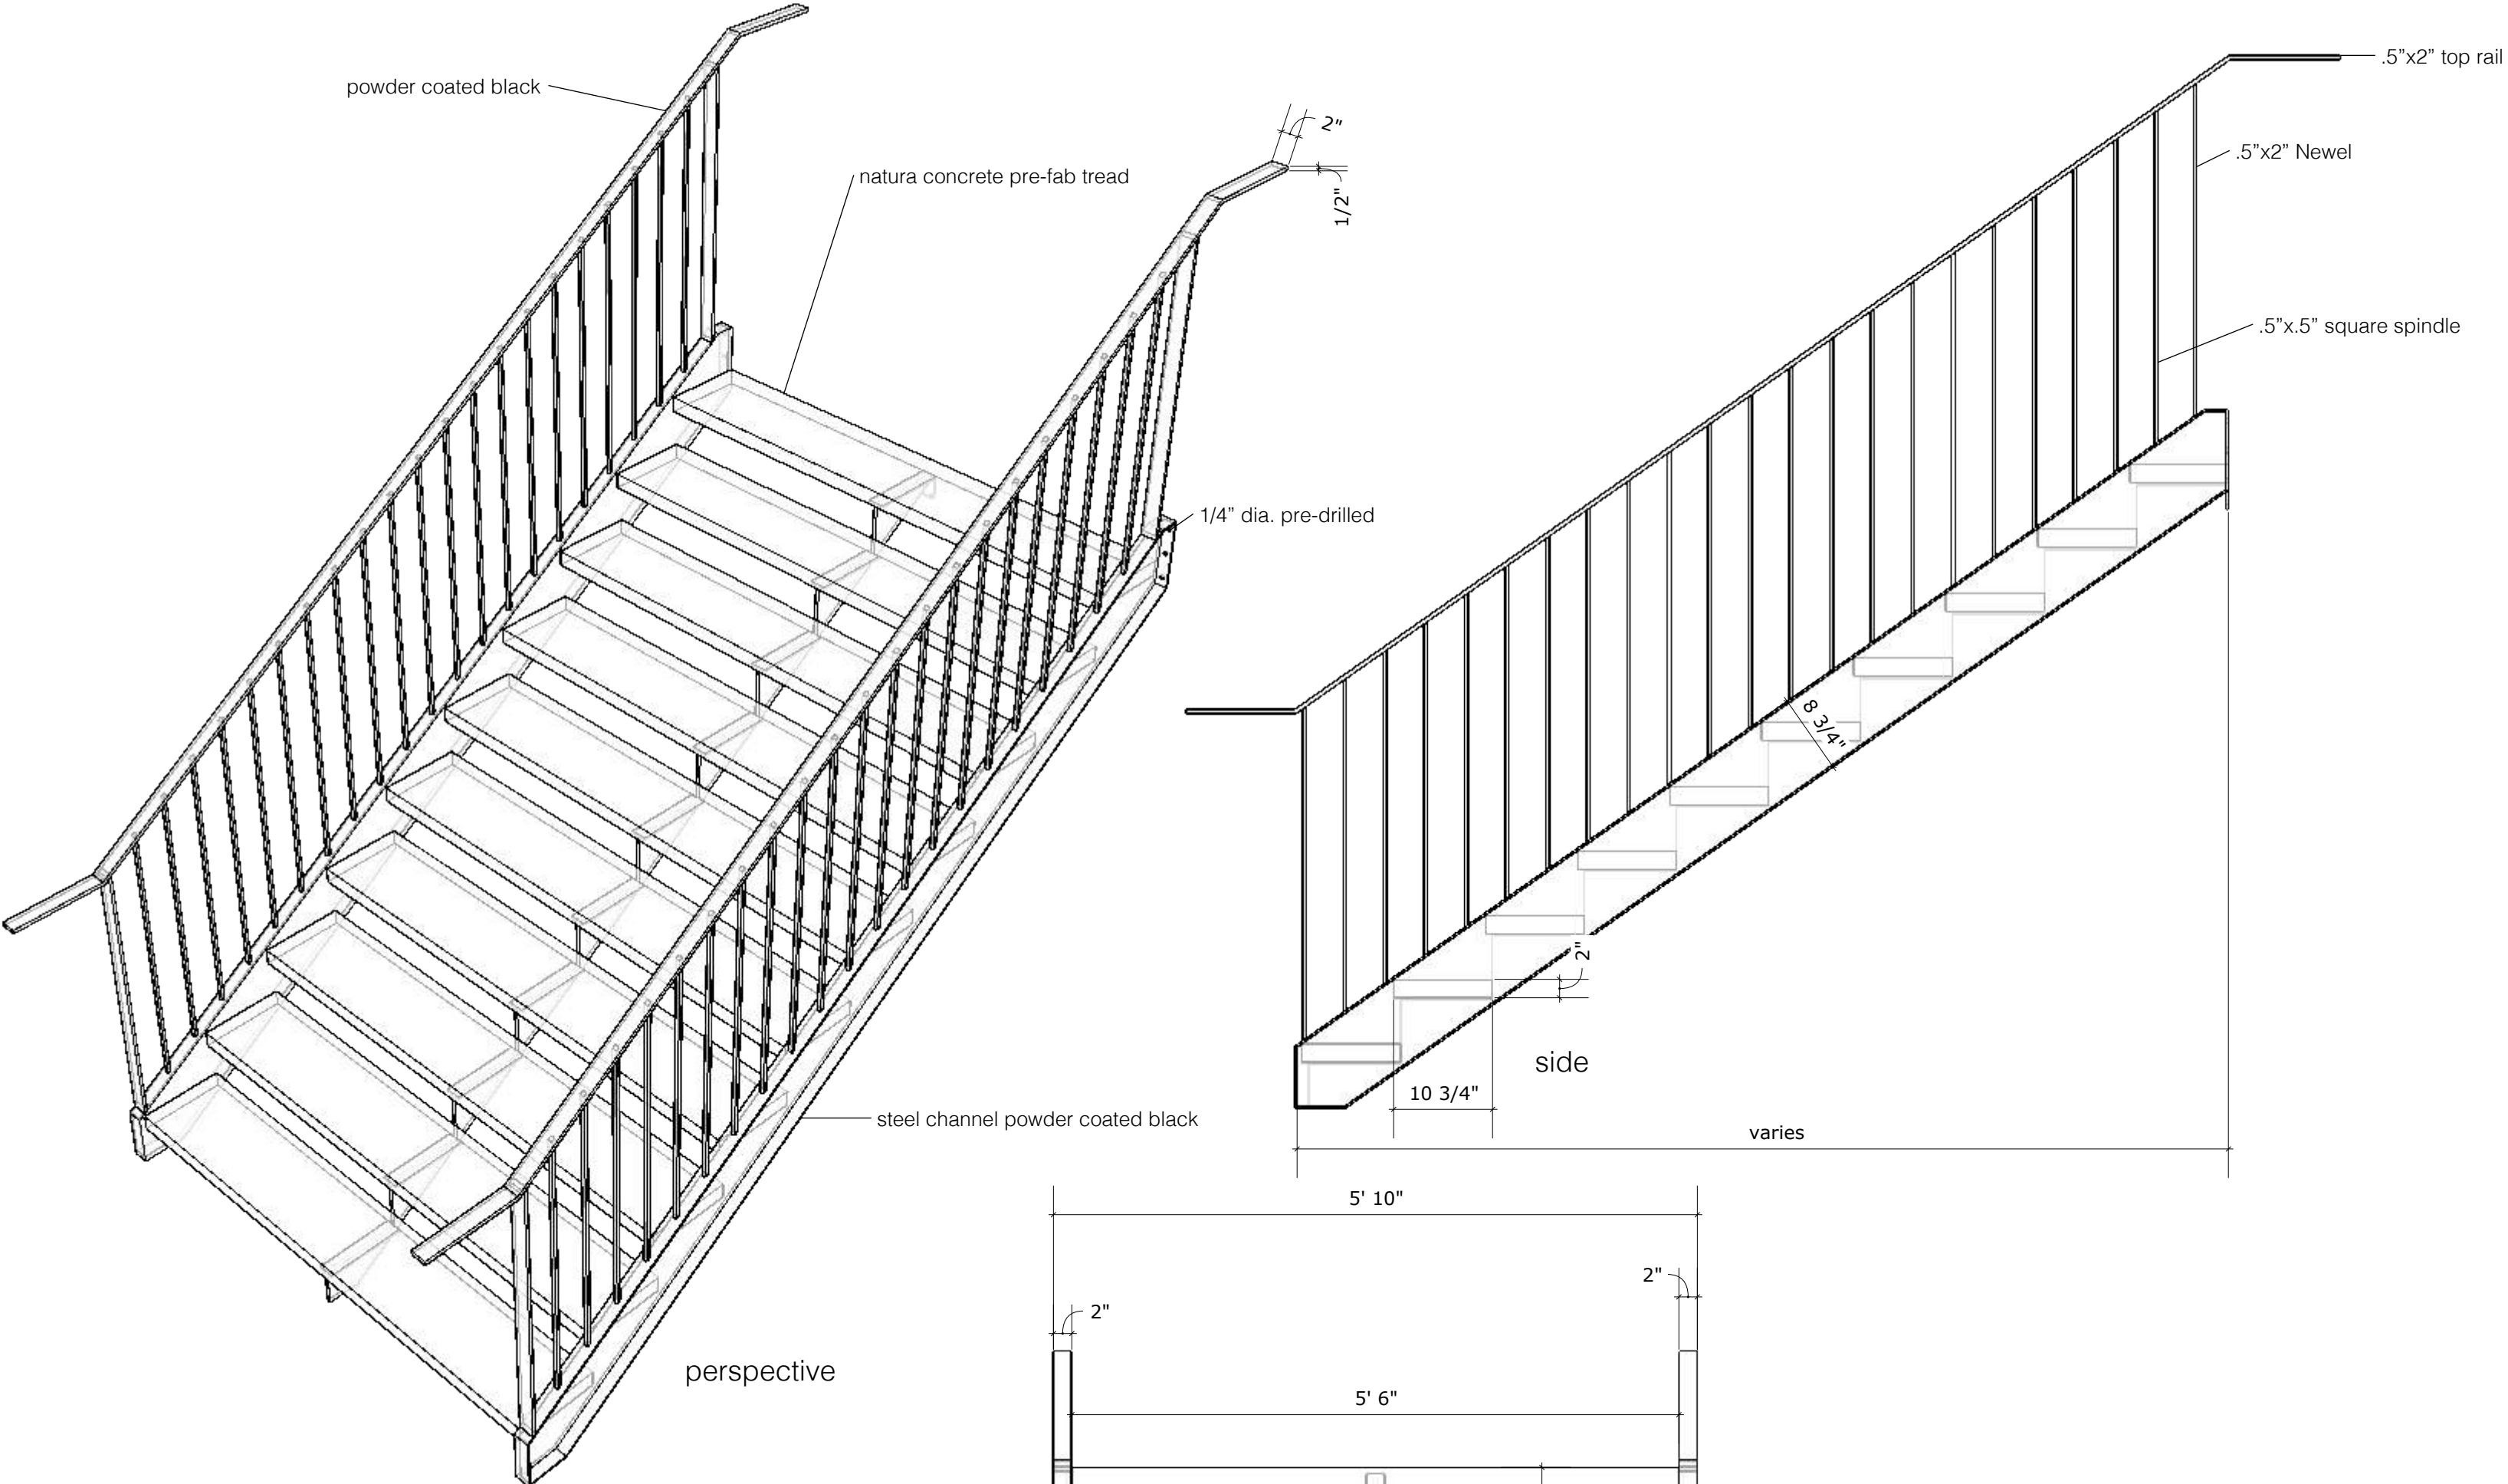 powder coated black
natura concrete pre-fab tread
2"
1/2"
1/4” dia. pre-drilled
steel channel powder coated black
perspective
.5”x2” top rail
.5”x2” Newel
.5”x.5” square spindle
8 3/4"
2"
side
10 3/4"
varies
5' 10"
2"
2"
5' 6"